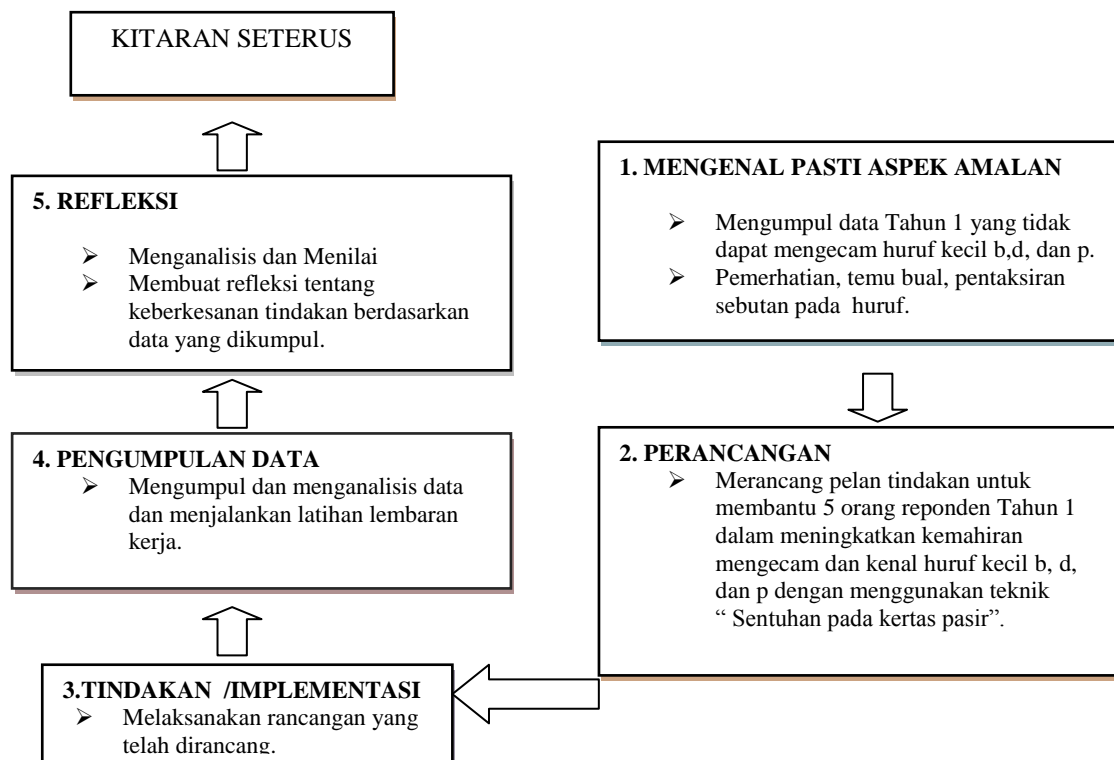 KITARAN SETERUS
1. MENGENAL PASTI ASPEK AMALAN
➢ Mengumpul data Tahun 1 yang tidak
dapat mengecam huruf kecil b,d, dan p.
➢ Pemerhatian, temu bual, pentaksiran
sebutan pada huruf.
2. PERANCANGAN
➢ Merancang pelan tindakan untuk
membantu 5 orang reponden Tahun 1
dalam meningkatkan kemahiran
mengecam dan kenal huruf kecil b, d,
dan p dengan menggunakan teknik
“ Sentuhan pada kertas pasir”.
3.TINDAKAN /IMPLEMENTASI
➢ Melaksanakan rancangan yang
telah dirancang.
4. PENGUMPULAN DATA
➢ Mengumpul dan menganalisis data
dan menjalankan latihan lembaran
kerja.
5. REFLEKSI
➢ Menganalisis dan Menilai
➢ Membuat refleksi tentang
keberkesanan tindakan berdasarkan
data yang dikumpul.